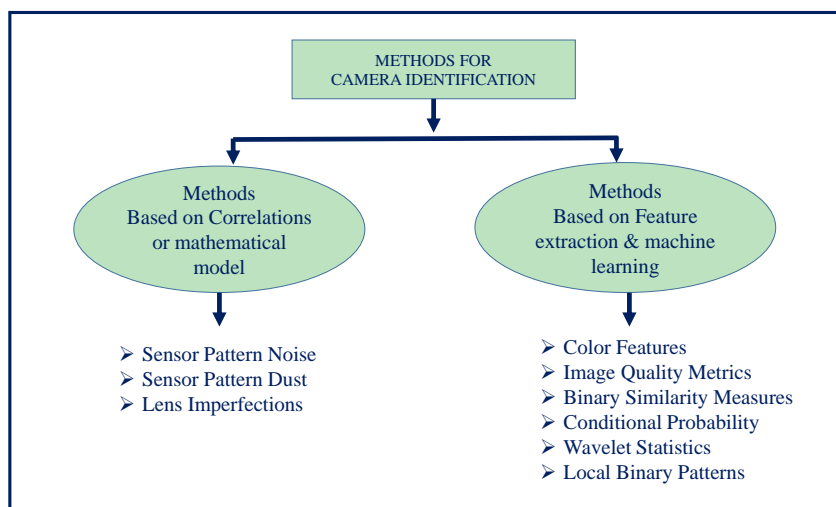 METHODS FOR
CAMERA IDENTIFICATION
Methods
Based on Correlations
or mathematical
model
Methods
Based on Feature
extraction & machine
learning
➢ Sensor Pattern Noise
➢ Sensor Pattern Dust
➢ Lens Imperfections
➢ Color Features
➢ Image Quality Metrics
➢ Binary Similarity Measures
➢ Conditional Probability
➢ Wavelet Statistics
➢ Local Binary Patterns